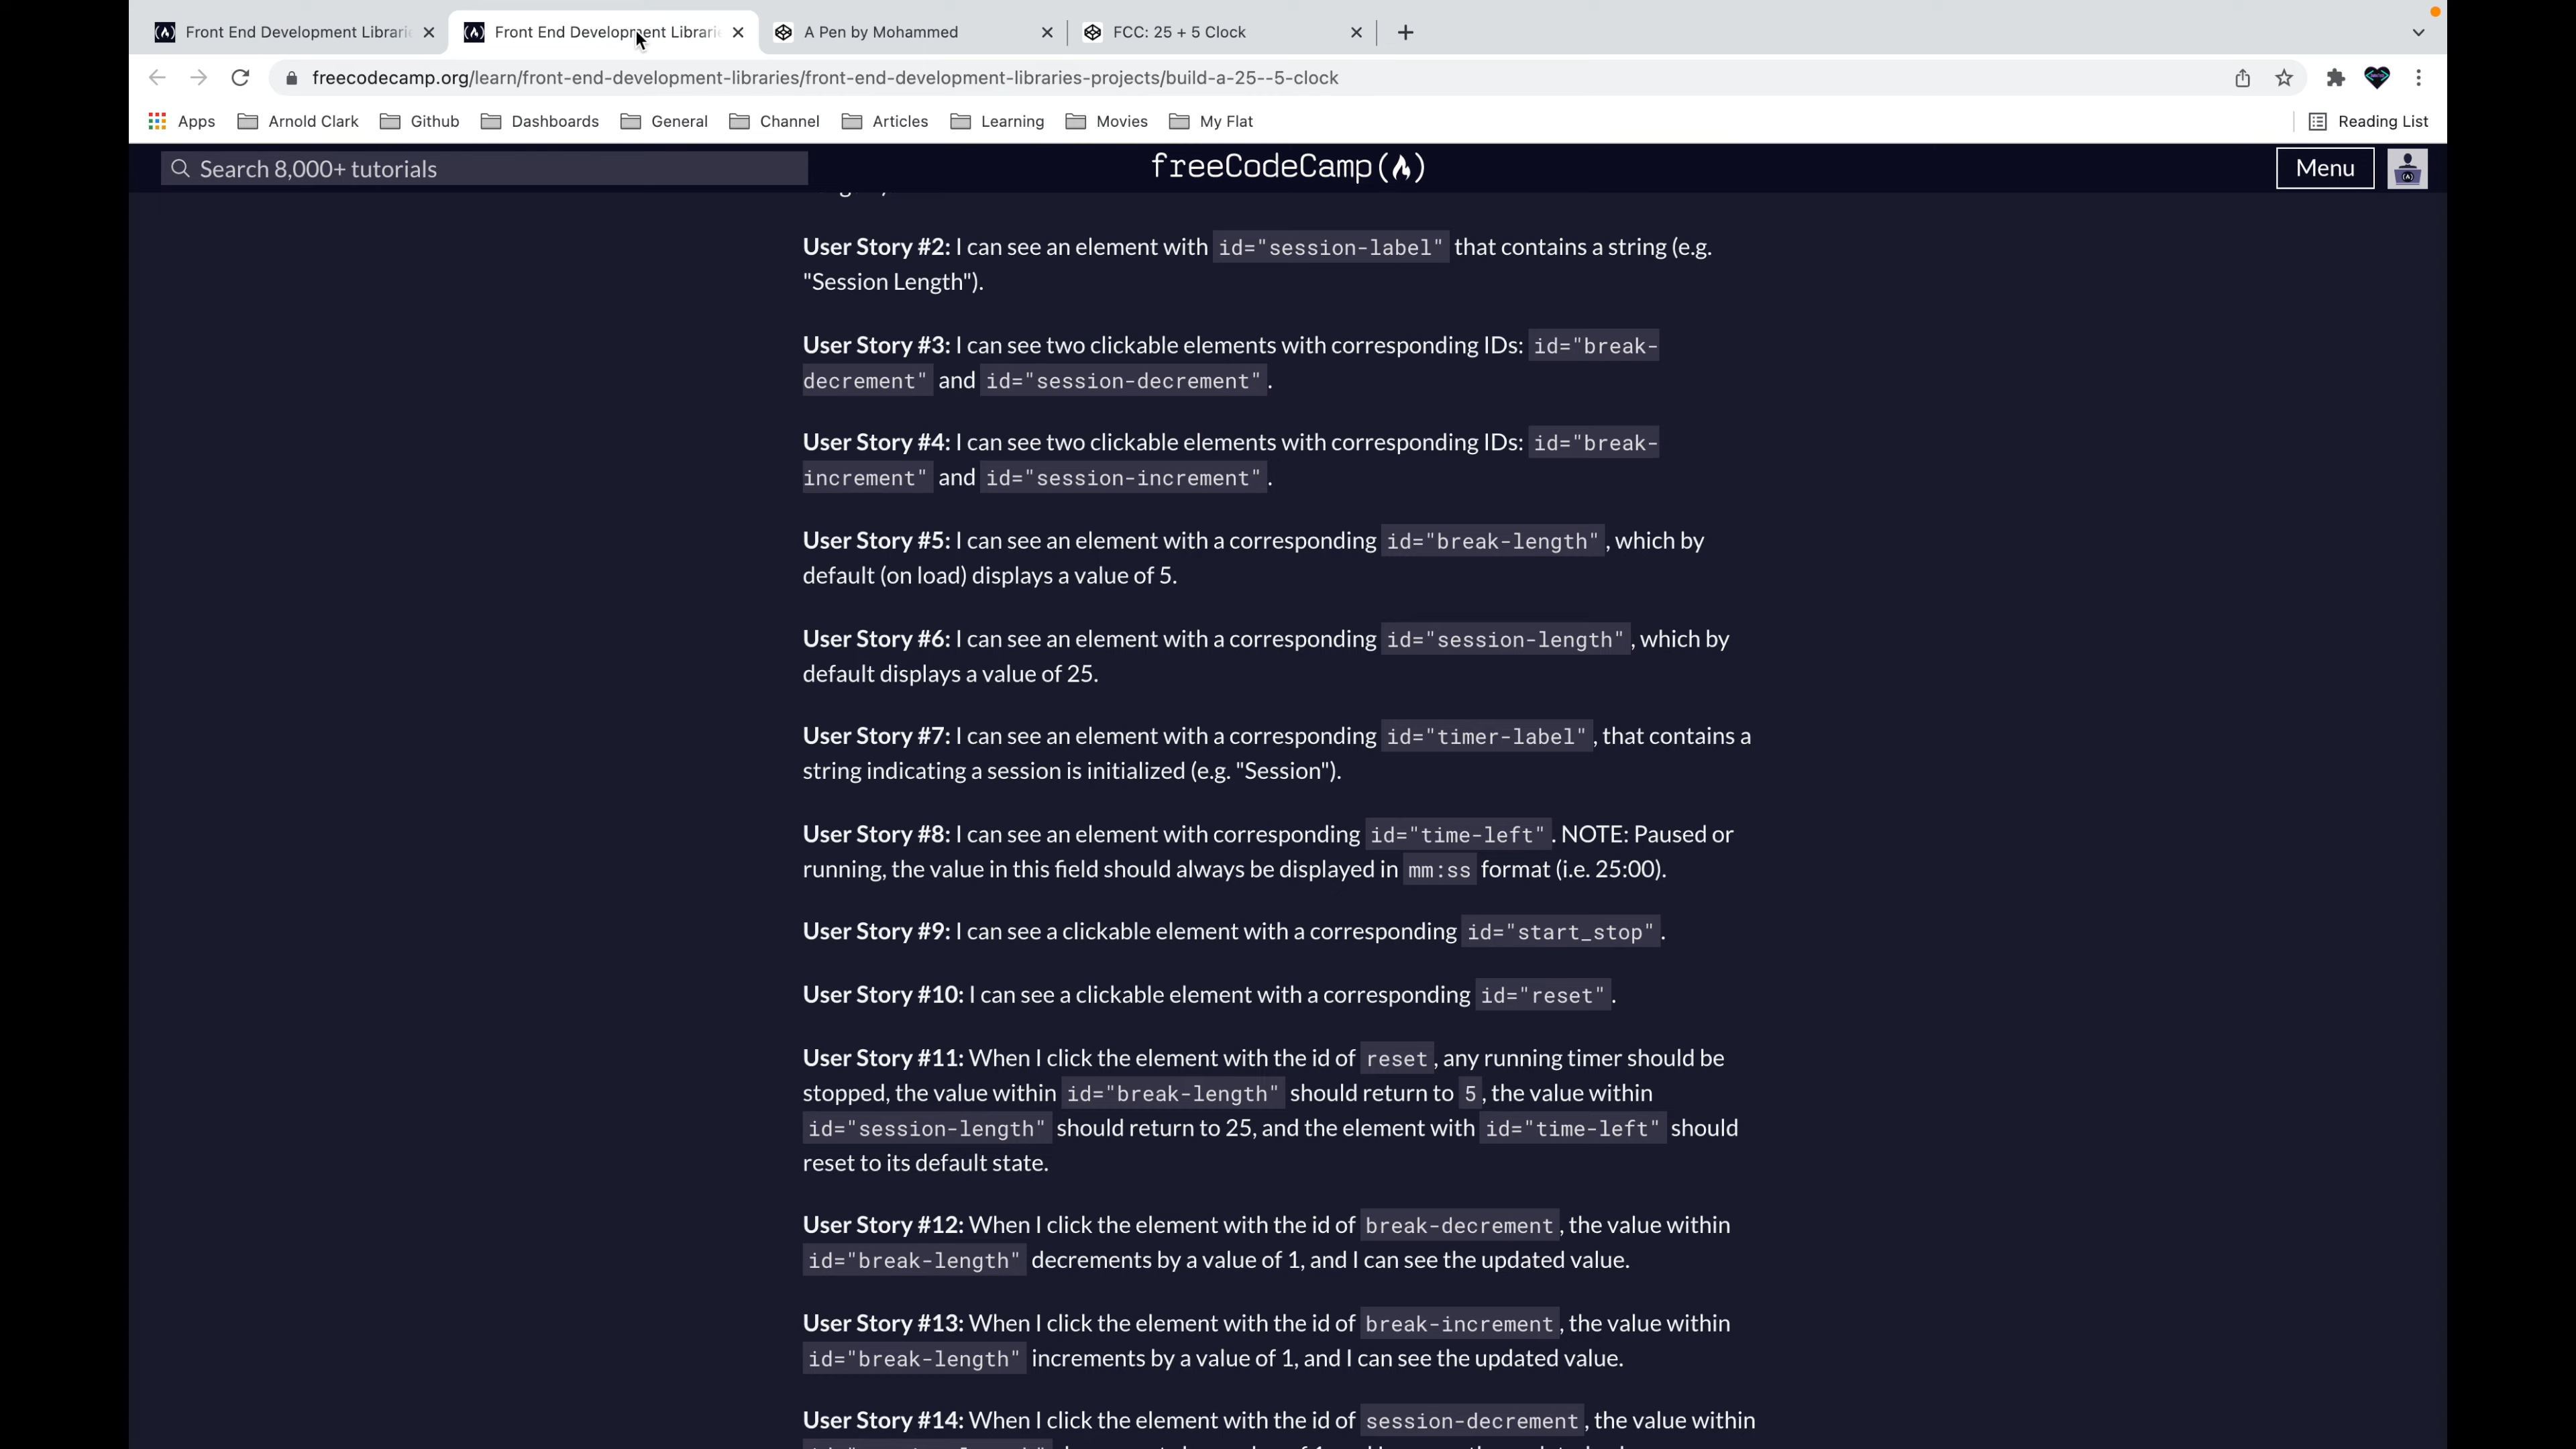 Front End Development Librari
Front End Development Librari
A Pen by Mohammed
FCC: 25 + 5 Clock
freecodecamp.org/learn/front-end-development-libraries/front-end-development-libraries-projects/build-a-25--5-clock
Apps Arnold Clark Github Dashboards General Channel Articles Learning Movies My Flat Reading List
Search 8,000+ tutorials freeCodeCamp(🔥) Menu
User Story #2: I can see an element with id="session-label" that contains a string (e.g.
"Session Length").
User Story #3: I can see two clickable elements with corresponding IDs: id="break-
decrement" and id="session-decrement".
User Story #4: I can see two clickable elements with corresponding IDs: id="break-
increment" and id="session-increment".
User Story #5: I can see an element with a corresponding id="break-length", which by
default (on load) displays a value of 5.
User Story #6: I can see an element with a corresponding id="session-length", which by
default displays a value of 25.
User Story #7: I can see an element with a corresponding id="timer-label", that contains a
string indicating a session is initialized (e.g. "Session").
User Story #8: I can see an element with corresponding id="time-left". NOTE: Paused or
running, the value in this field should always be displayed in mm:ss format (i.e. 25:00).
User Story #9: I can see a clickable element with a corresponding id="start_stop".
User Story #10: I can see a clickable element with a corresponding id="reset".
User Story #11: When I click the element with the id of reset, any running timer should be
stopped, the value within id="break-length" should return to 5, the value within
id="session-length" should return to 25, and the element with id="time-left" should
reset to its default state.
User Story #12: When I click the element with the id of break-decrement, the value within
id="break-length" decrements by a value of 1, and I can see the updated value.
User Story #13: When I click the element with the id of break-increment, the value within
id="break-length" increments by a value of 1, and I can see the updated value.
User Story #14: When I click the element with the id of session-decrement, the value within